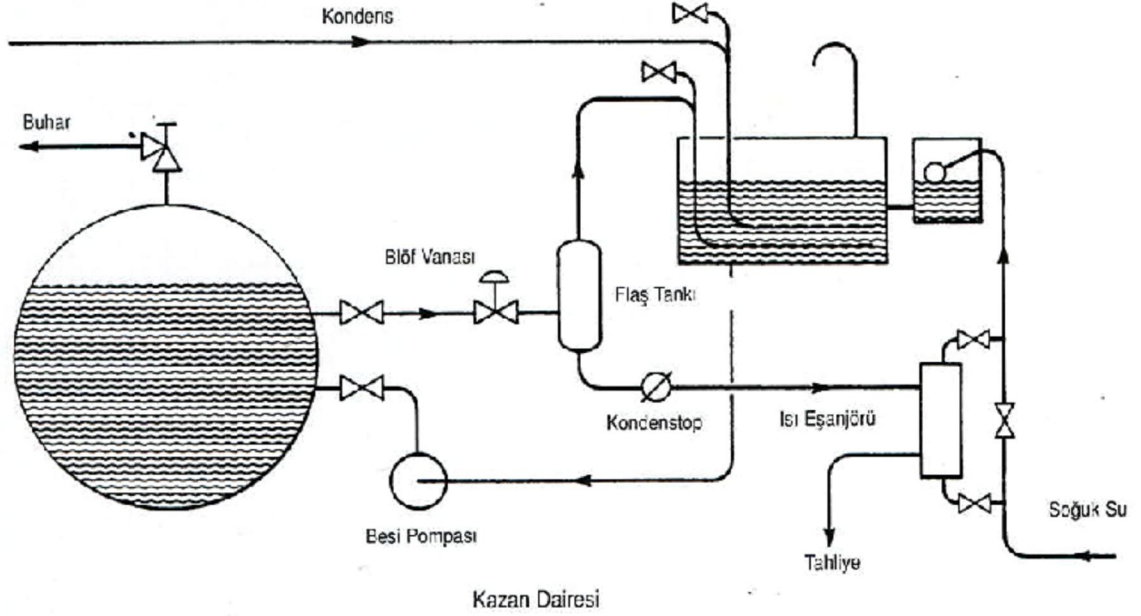 Kondens
Buhar
Blöf Vanası
Flaş Tankı
Kondenstop
Isı Eşanjörü
Besi Pompası
Soğuk Su
Tahliye
Kazan Dairesi